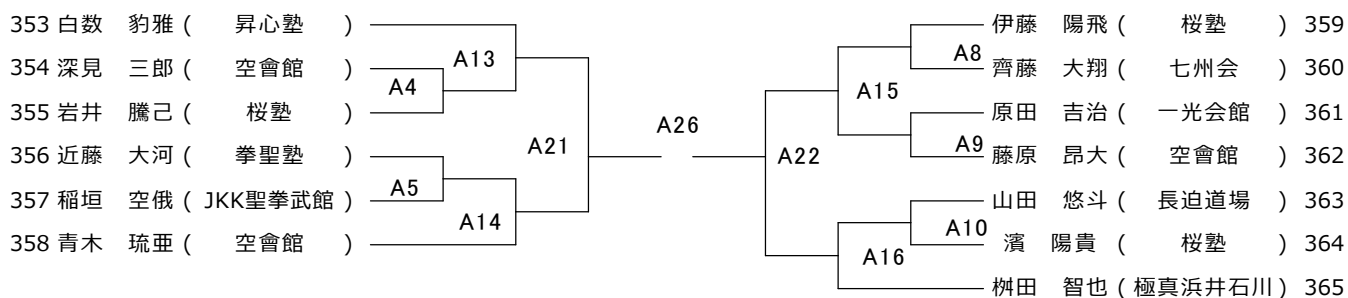 353 白数 豹雅 ( 昇心塾 )
354 深見 三郎 ( 空會館 )
355 岩井 騰己 ( 桜塾 )
356 近藤 大河 ( 拳聖塾 )
357 稲垣 空俄 ( JKK聖拳武館 )
358 青木 琉亜 ( 空會館 )
A4
A5
A13
A14
A21
A26
A22
A15
A16
A8
A9
A10
伊藤 陽飛 ( 桜塾 ) 359
齊藤 大翔 ( 七州会 ) 360
原田 吉治 ( 一光会館 ) 361
藤原 昂大 ( 空會館 ) 362
山田 悠斗 ( 長迫道場 ) 363
濱 陽貴 ( 桜塾 ) 364
桝田 智也 ( 極真浜井石川 ) 365